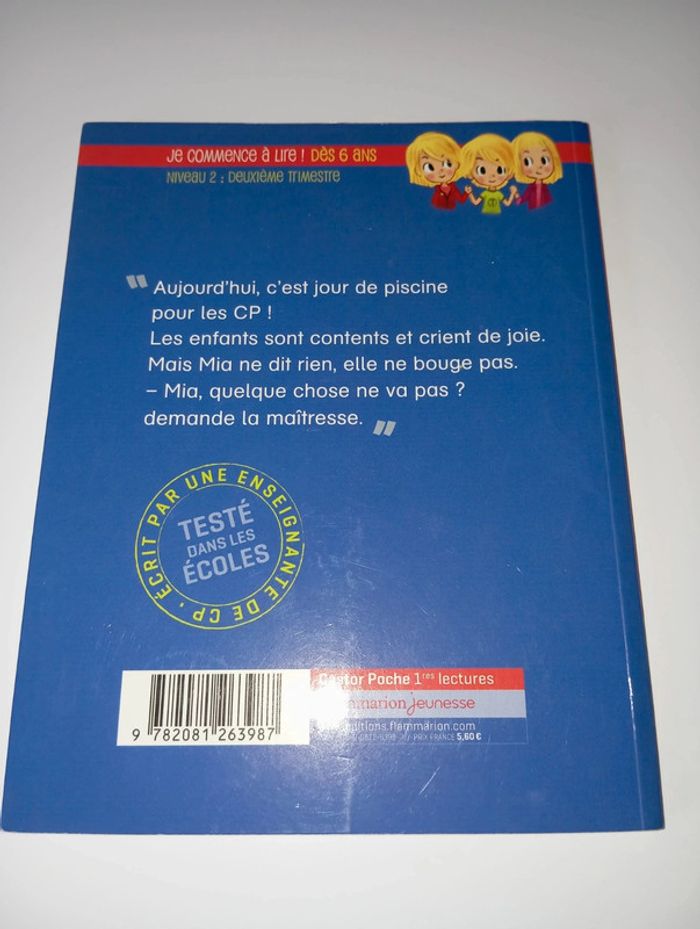 Je commence à lire ! Dès 6 ans
Niveau 2 : Deuxième trimestre
" Aujourd'hui, c'est jour de piscine
pour les CP !
Les enfants sont contents et crient de joie.
Mais Mia ne dit rien, elle ne bouge pas.
– Mia, quelque chose ne va pas ?
demande la maîtresse. "
ÉCRIT PAR UNE ENSEIGNANTE DE CP •
TESTÉ
DANS LES
ÉCOLES
Castor Poche 1res lectures
jeunesse
.flammarion.com
PRIX FRANCE 5,60 €
9 782081 263987